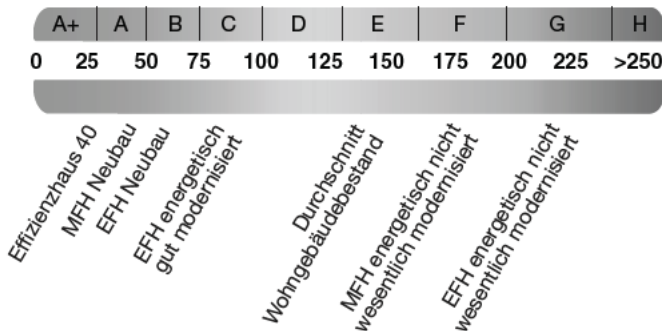 A+ A B C D E F G H
0 25 50 75 100 125 150 175 200 225 >250
Effizienzhaus 40
MFH Neubau
EFH Neubau
EFH energetisch
gut modernisiert
Durchschnitt
Wohngebäudebestand
MFH energetisch nicht
wesentlich modernisiert
EFH energetisch nicht
wesentlich modernisiert